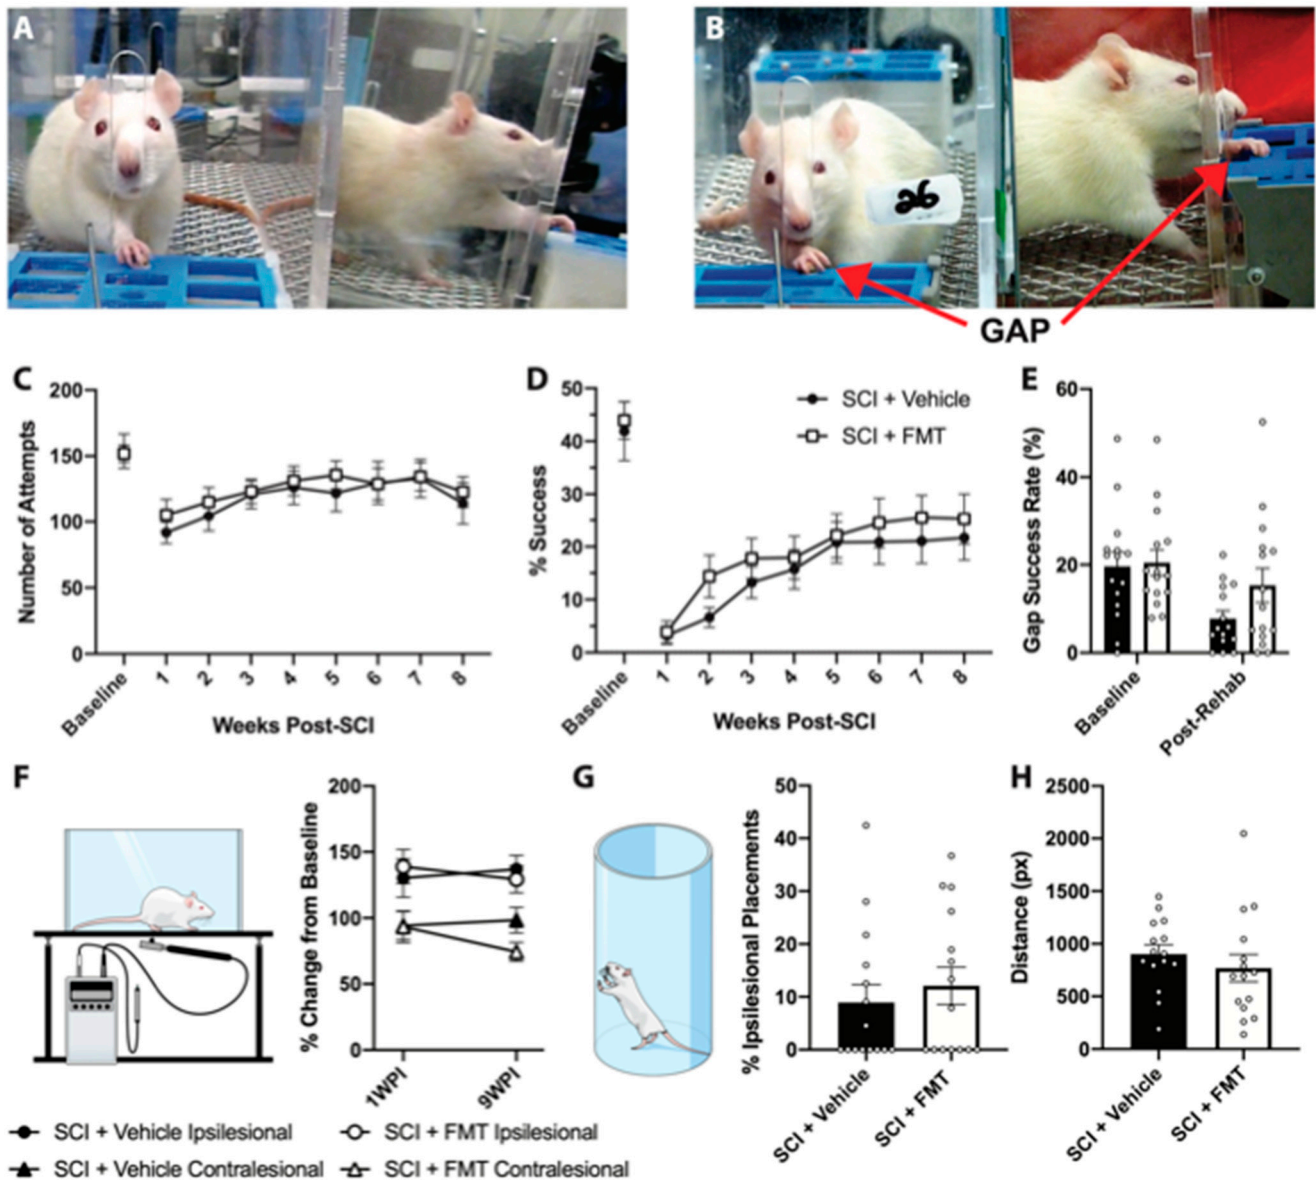 A
B
26
GAP
C
200
150
100
50
0
Number of Attempts
Baseline
1
2
3
4
5
6
7
8
Weeks Post-SCI
D
50
40
30
20
10
0
% Success
SCI + Vehicle
SCI + FMT
Baseline
1
2
3
4
5
6
7
8
Weeks Post-SCI
E
60
40
20
0
Gap Success Rate (%)
Baseline
Post-Rehab
F
200
150
100
50
0
% Change from Baseline
1WPI
9WPI
SCI + Vehicle Ipsilesional
SCI + FMT Ipsilesional
SCI + Vehicle Contralesional
SCI + FMT Contralesional
G
50
40
30
20
10
0
% Ipsilesional Placements
SCI + Vehicle
SCI + FMT
H
2500
2000
1500
1000
500
0
Distance (px)
SCI + Vehicle
SCI + FMT